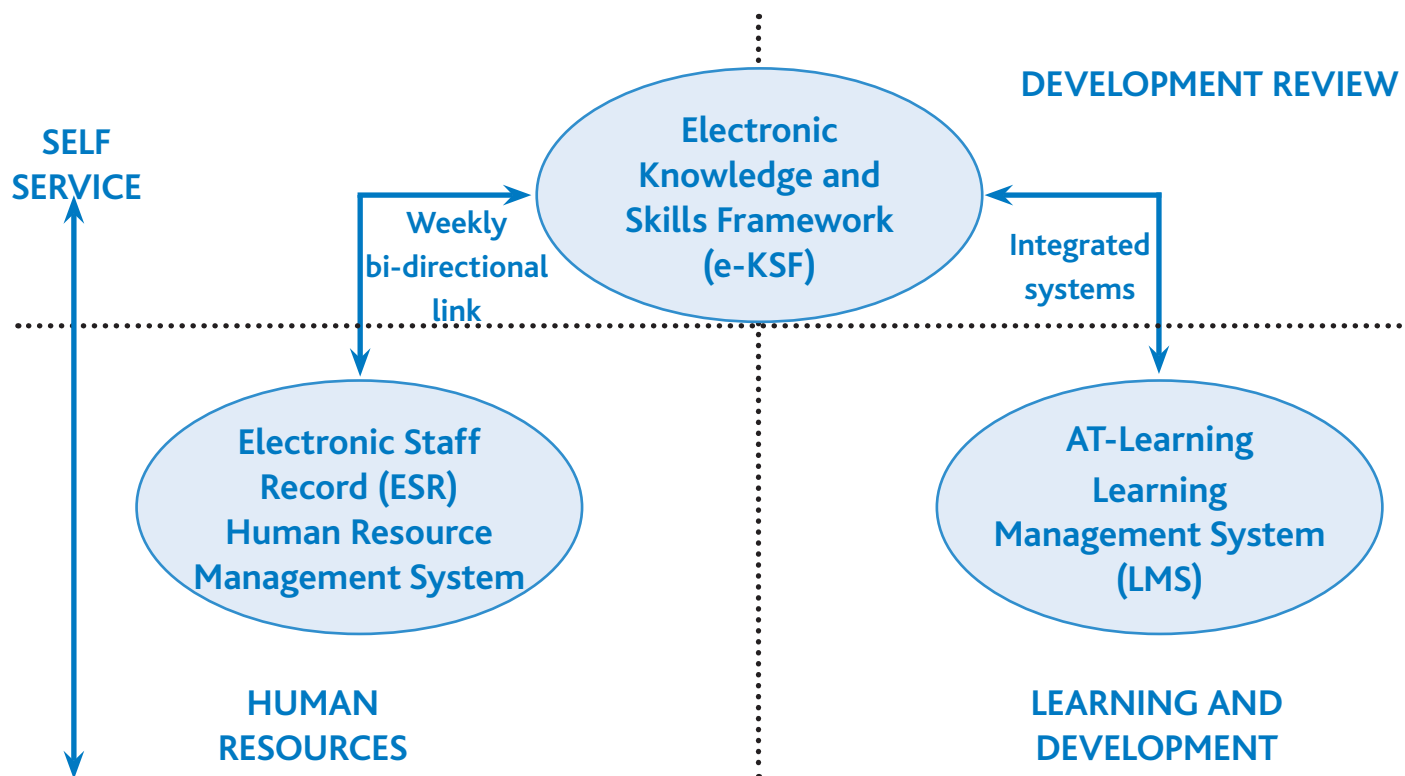 DEVELOPMENT REVIEW
SELF
SERVICE
Electronic
Knowledge and
Skills Framework
(e-KSF)
Weekly
bi-directional
link
Integrated
systems
Electronic Staff
Record (ESR)
Human Resource
Management System
AT-Learning
Learning
Management System
(LMS)
HUMAN
RESOURCES
LEARNING AND
DEVELOPMENT